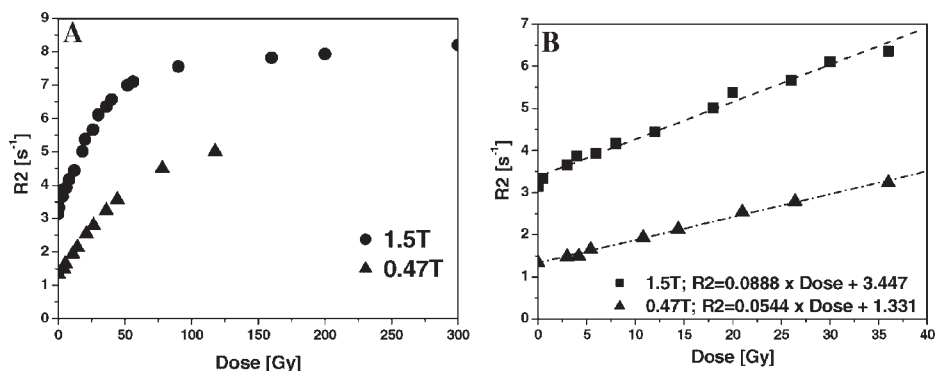 A
9
8
7
6
5
4
3
2
1
0
R2 [s⁻¹]
0 50 100 150 200 250 300
Dose [Gy]
1.5T
0.47T
B
7
6
5
4
3
2
1
0
R2 [s⁻¹]
0 5 10 15 20 25 30 35 40
Dose [Gy]
1.5T; R2=0.0888 x Dose + 3.447
0.47T; R2=0.0544 x Dose + 1.331